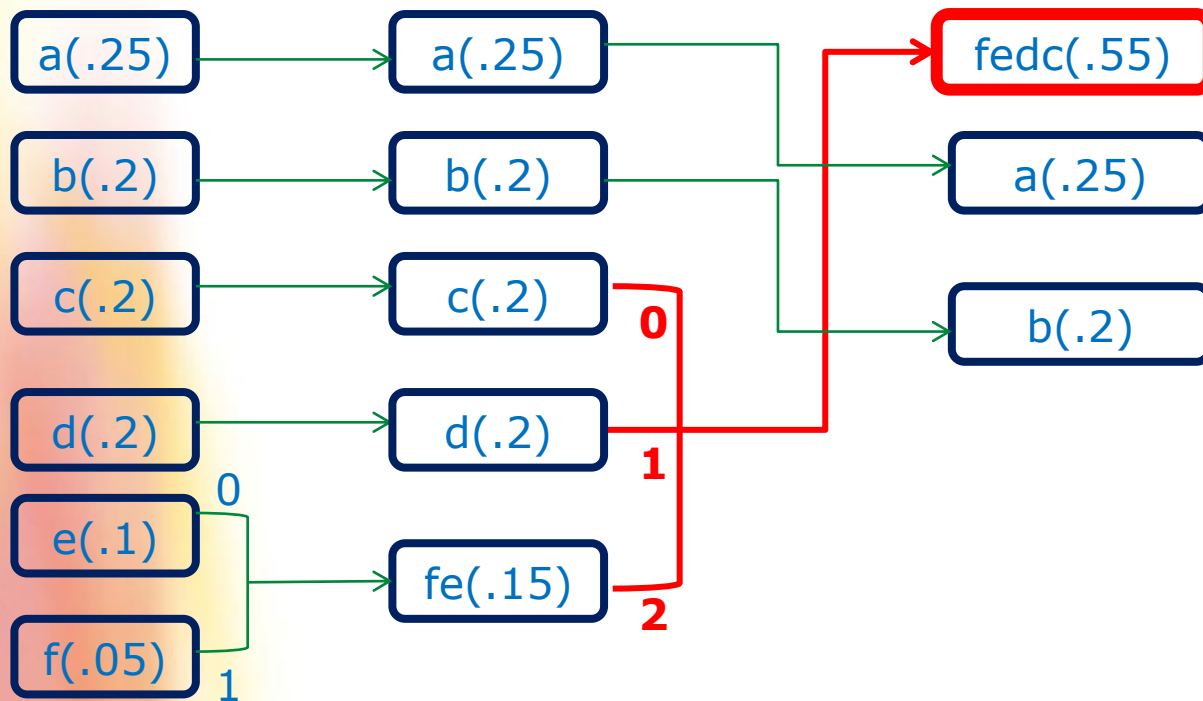 a(.25)
a(.25)
fedc(.55)
b(.2)
b(.2)
a(.25)
c(.2)
c(.2)
0
b(.2)
d(.2)
d(.2)
1
0
e(.1)
fe(.15)
2
f(.05)
1